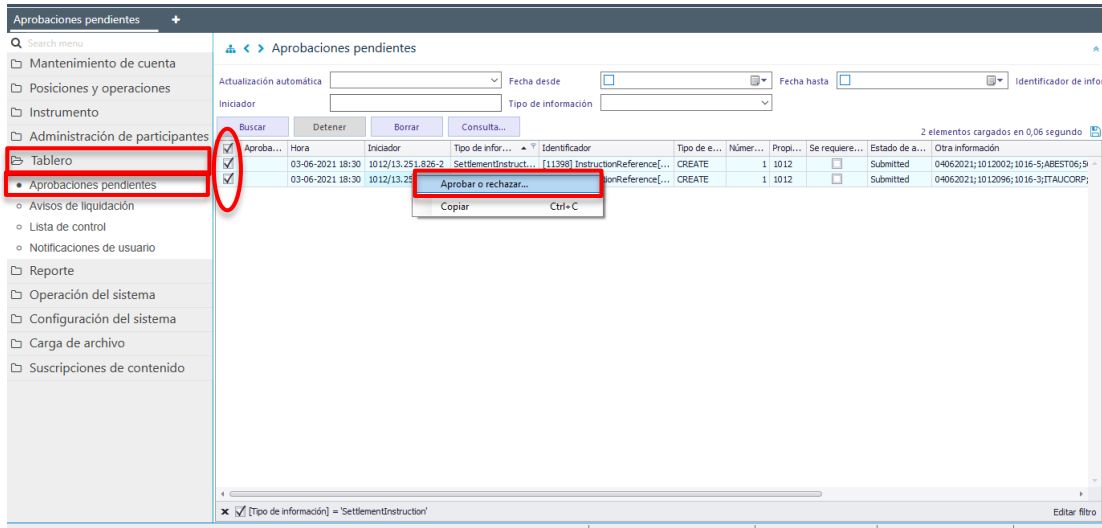 Aprobaciones pendientes +
Search menu
Mantenimiento de cuenta
Posiciones y operaciones
Instrumento
Administración de participantes
Tablero
Aprobaciones pendientes
Avisos de liquidación
Lista de control
Notificaciones de usuario
Reporte
Operación del sistema
Configuración del sistema
Carga de archivo
Suscripciones de contenido
Aprobaciones pendientes
Actualización automática Fecha desde Fecha hasta Identificador de infor
Iniciador Tipo de información
Buscar Detener Borrar Consulta...
2 elementos cargados en 0,06 segundo
Aproba... Hora Iniciador Tipo de infor... Identificador Tipo de e... Númer... Propi... Se requiere... Estado de a... Otra información
03-06-2021 18:30 1012/13.251.826-2 SettlementInstruct... [11398] InstructionReference[... CREATE 1 1012 Submitted 04062021;1012002;1016-5;ABEST06;5
03-06-2021 18:30 1012/13.25 ionReference[... CREATE 1 1012 Submitted 04062021;1012096;1016-3;ITAUCORP;
Aprobar o rechazar...
Copiar Ctrl+C
[Tipo de información] = 'SettlementInstruction' Editar filtro